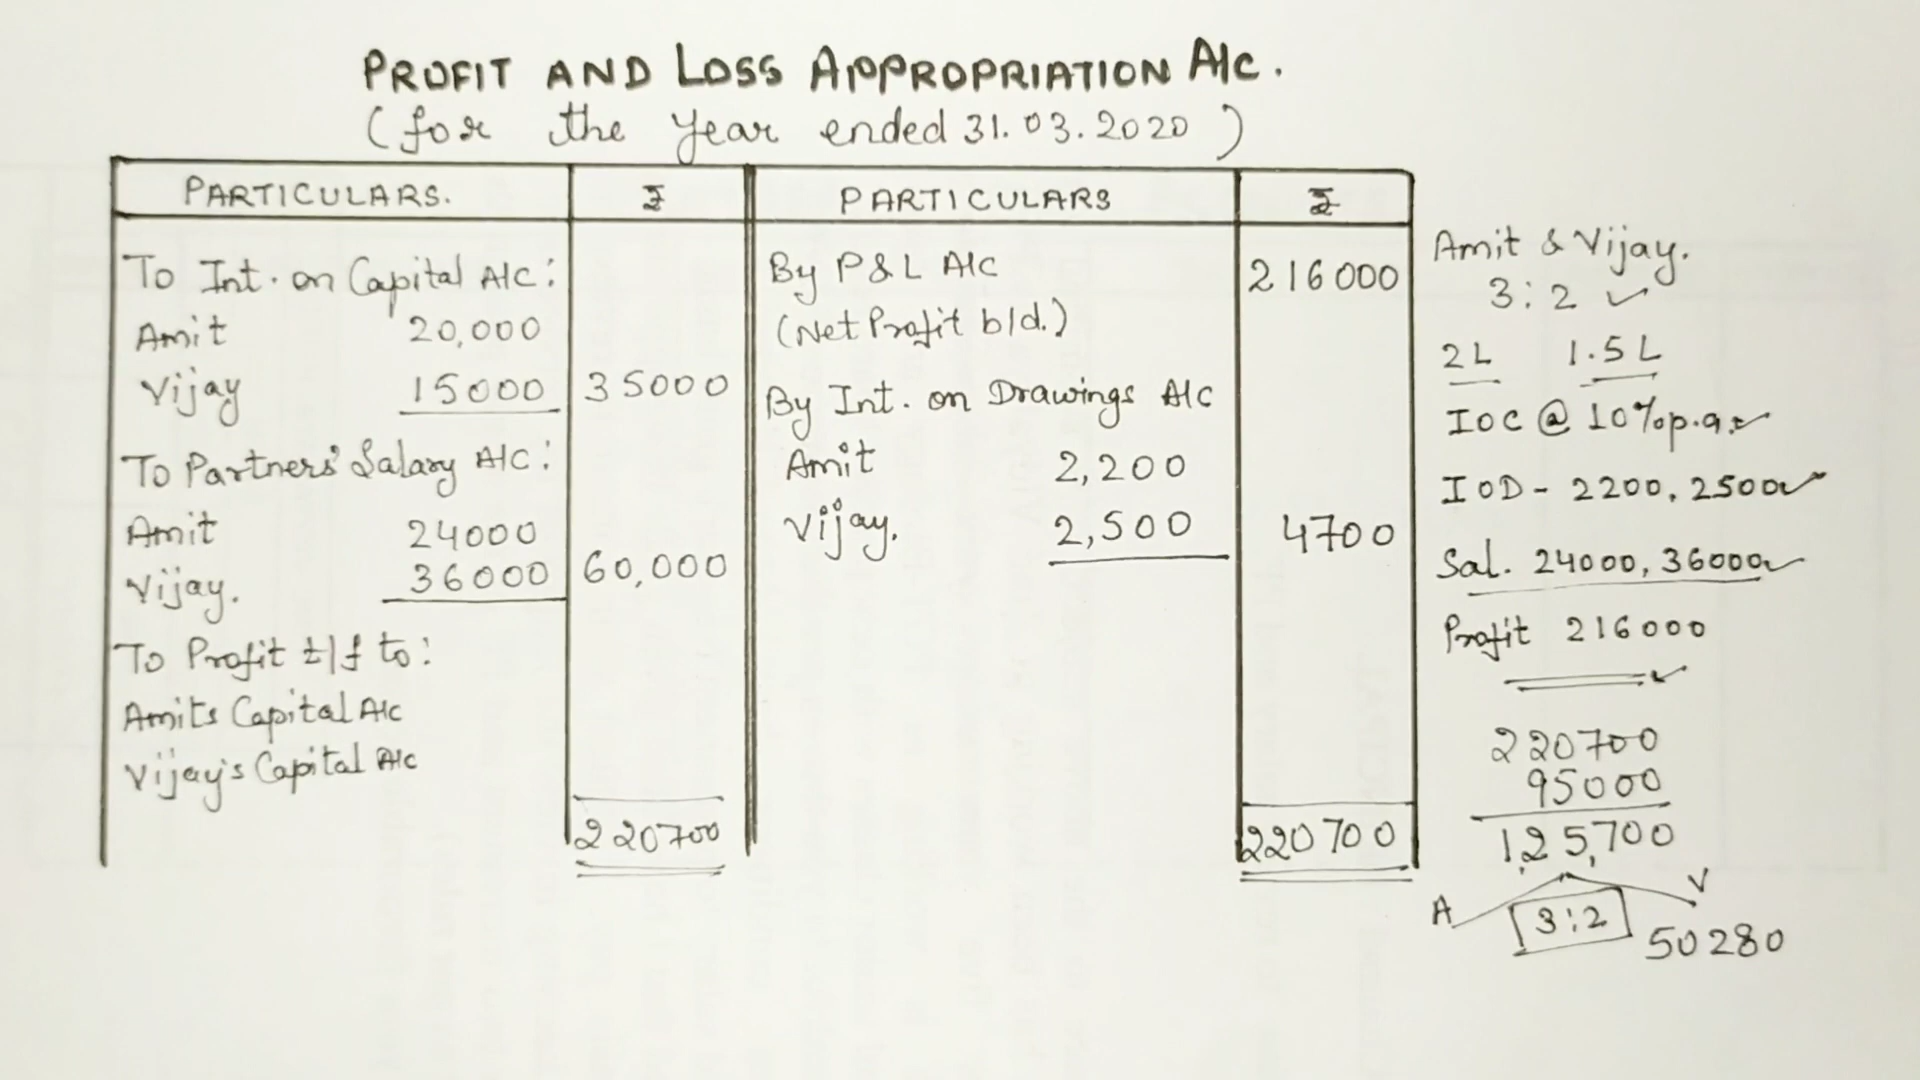 PROFIT AND LOSS APPROPRIATION A/c.
(for the year ended 31.03.2020)
PARTICULARS. ₹ PARTICULARS ₹
To Int. on Capital A/c:
Amit 20,000
Vijay 15000 35000
To Partners' Salary A/c:
Amit 24000
Vijay. 36000 60,000
To Profit t/f to:
Amit's Capital A/c
Vijay's Capital A/c
220700
By P & L A/c 216000
(Net Profit b/d.)
By Int. on Drawings A/c
Amit 2,200
Vijay. 2,500 4700
220700
Amit & Vijay.
3:2 ✓
2L 1.5L
IOC @ 10% p.a.
IOD - 2200, 2500
Sal. 24000, 36000
Profit 216000
220700
95000
1,25,700
A V
3:2
50280